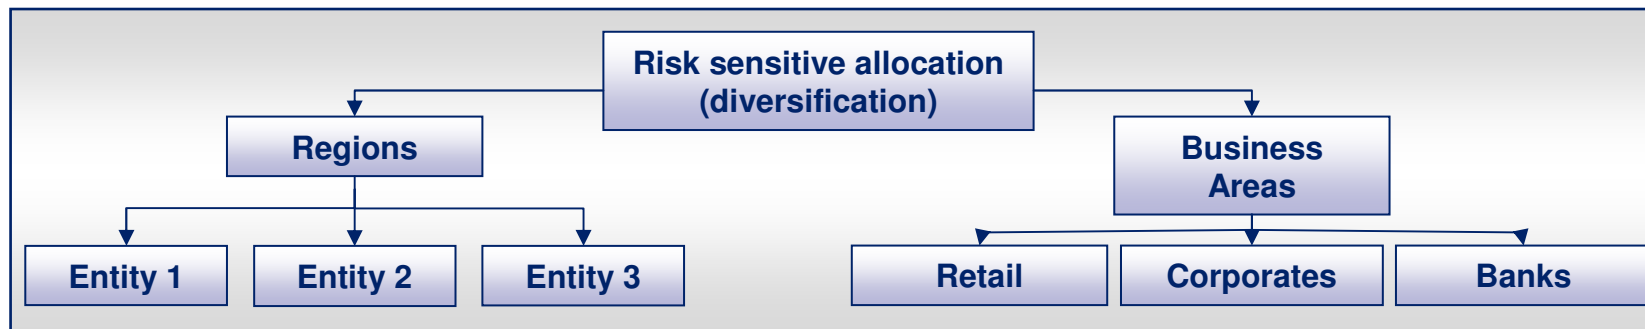 Risk sensitive allocation
(diversification)
Regions
Business
Areas
Entity 1
Entity 2
Entity 3
Retail
Corporates
Banks